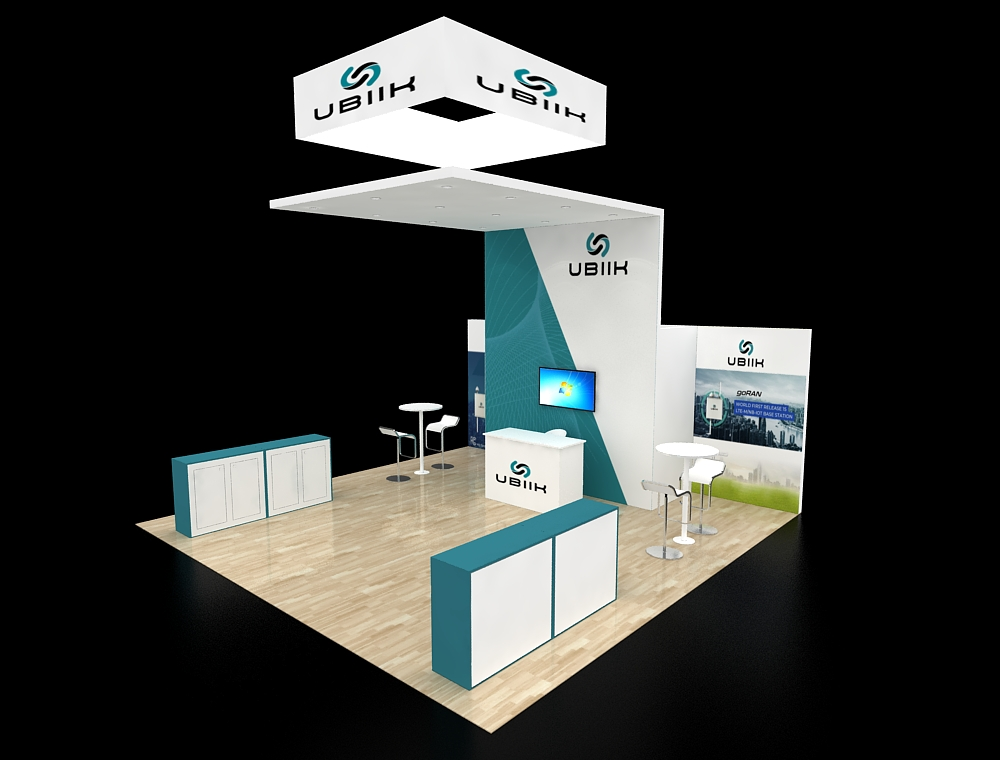 UBIIK
UBIIK
UBIIK
UBIIK
goRAN
WORLD FIRST RELEASE 15
LTE-M/NB-IOT BASE STATION
UBIIK